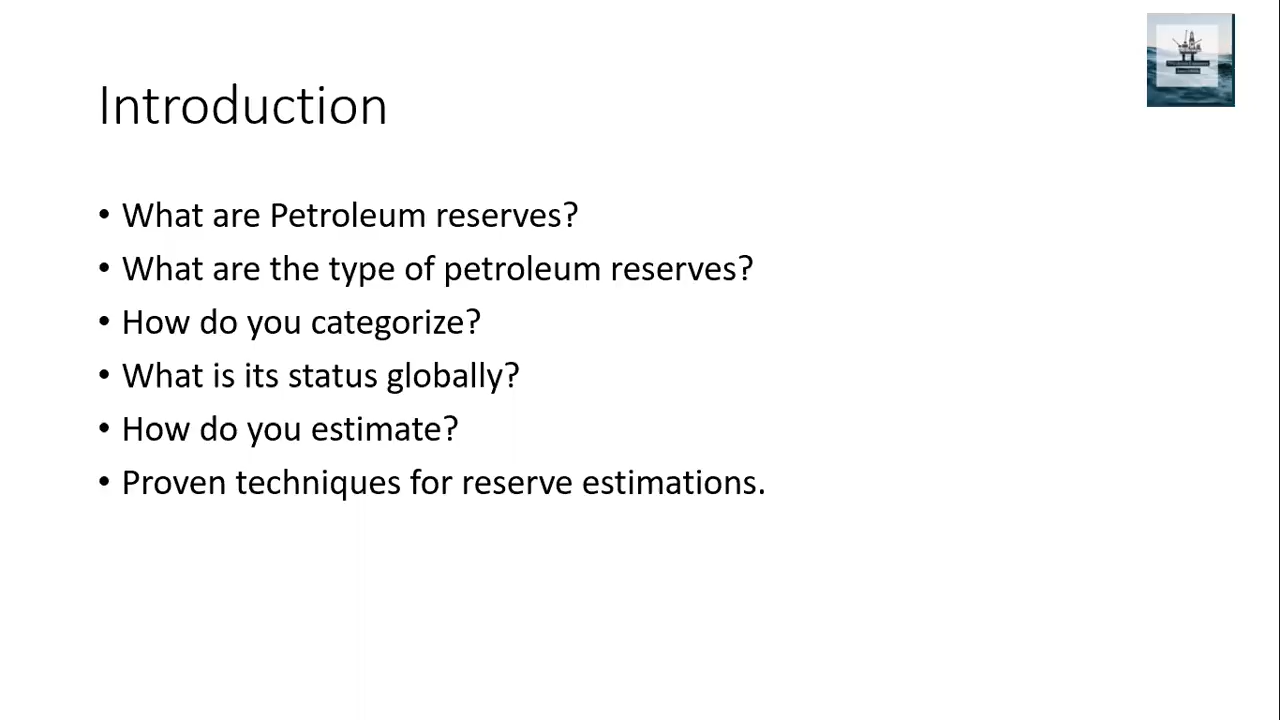 Introduction
• What are Petroleum reserves?
• What are the type of petroleum reserves?
• How do you categorize?
• What is its status globally?
• How do you estimate?
• Proven techniques for reserve estimations.